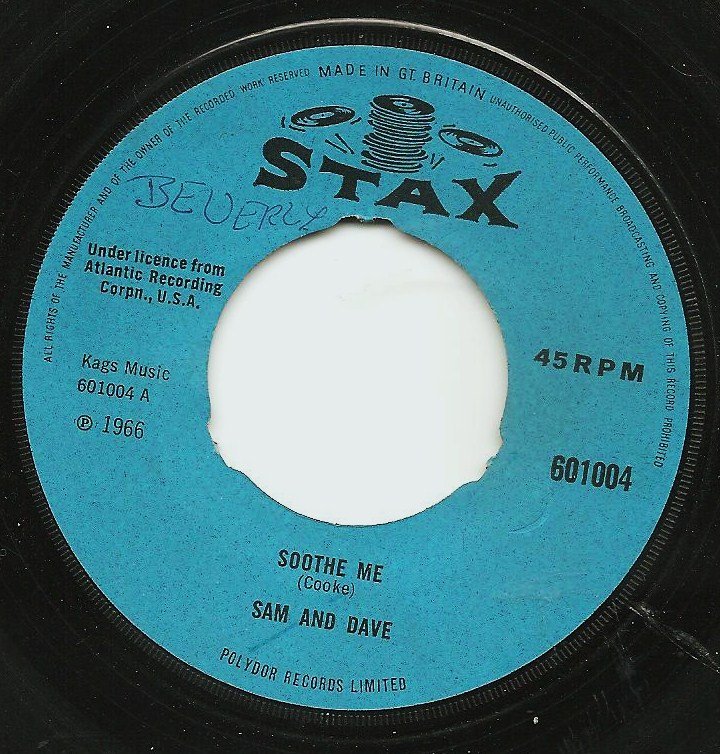 ALL RIGHTS OF THE MANUFACTURER AND OF THE OWNER OF THE RECORDED WORK RESERVED MADE IN GT. BRITAIN UNAUTHORISED PUBLIC PERFORMANCE BROADCASTING AND COPYING OF THIS RECORD PROHIBITED
STAX
BEVERLY
Under licence from
Atlantic Recording
Corpn., U.S.A.
Kags Music
601004 A
℗ 1966
45 RPM
601004
SOOTHE ME
(Cooke)
SAM AND DAVE
POLYDOR RECORDS LIMITED